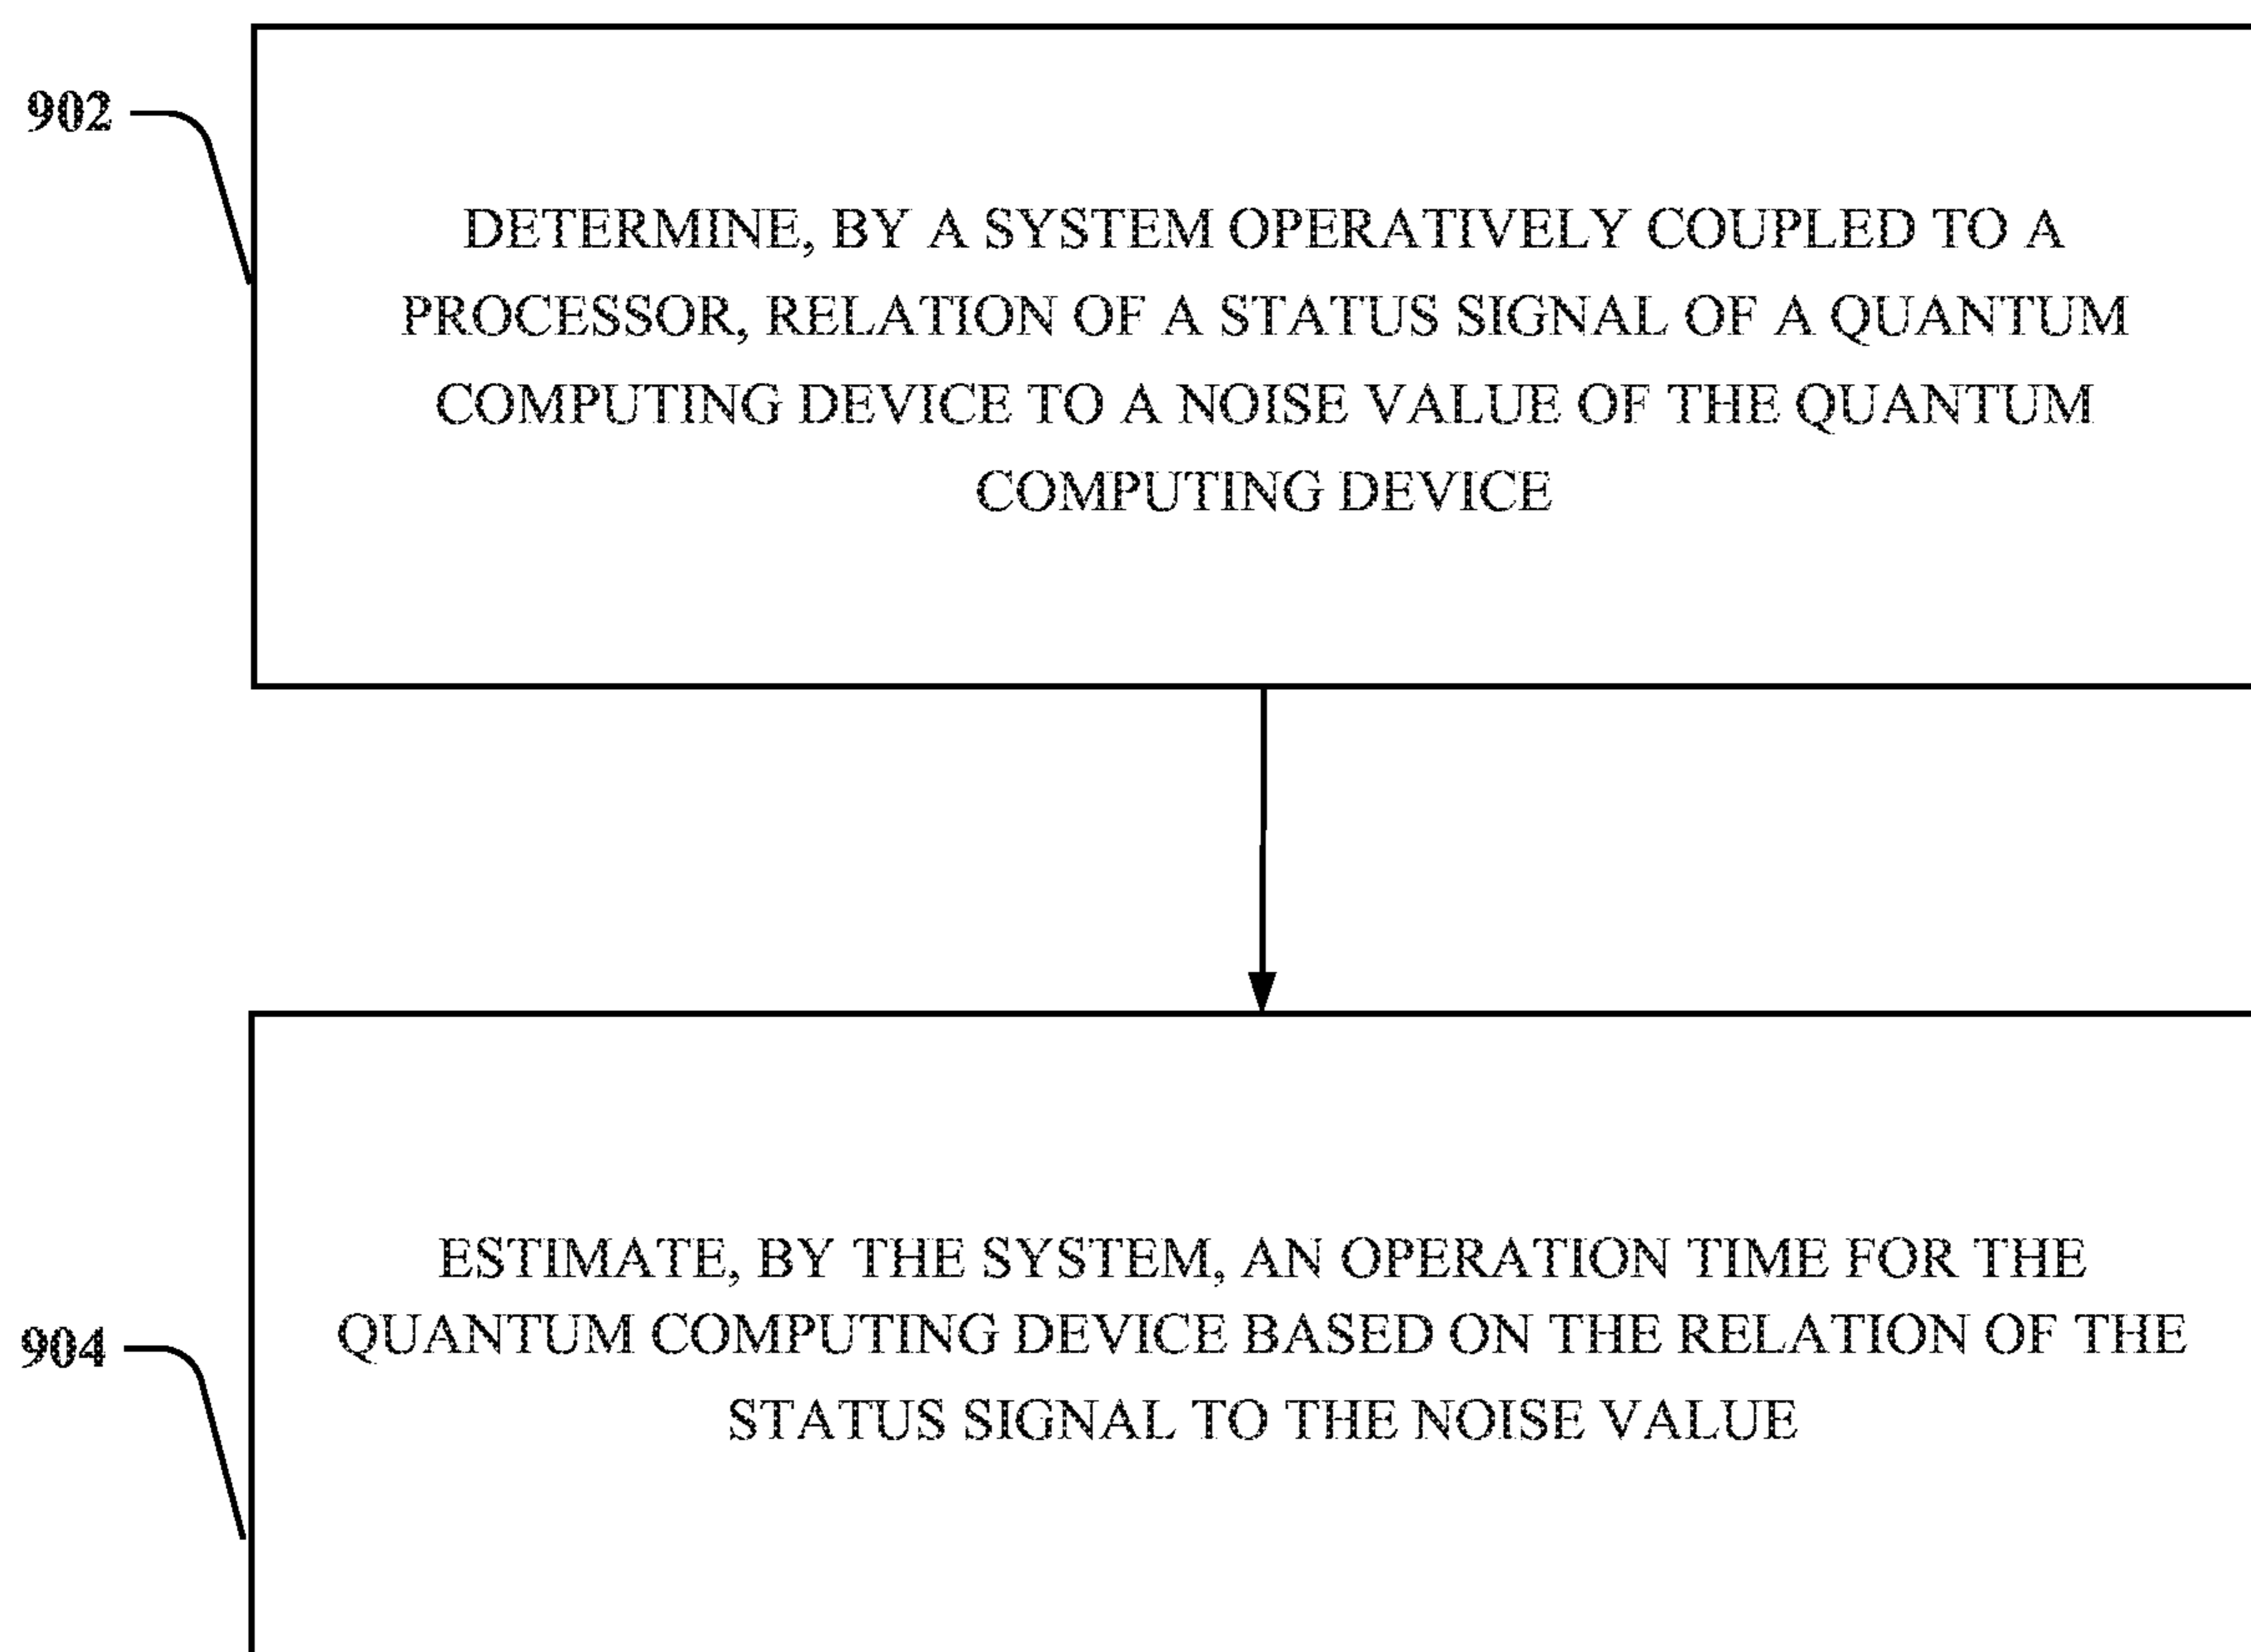 902
DETERMINE, BY A SYSTEM OPERATIVELY COUPLED TO A
PROCESSOR, RELATION OF A STATUS SIGNAL OF A QUANTUM
COMPUTING DEVICE TO A NOISE VALUE OF THE QUANTUM
COMPUTING DEVICE
904
ESTIMATE, BY THE SYSTEM, AN OPERATION TIME FOR THE
QUANTUM COMPUTING DEVICE BASED ON THE RELATION OF THE
STATUS SIGNAL TO THE NOISE VALUE